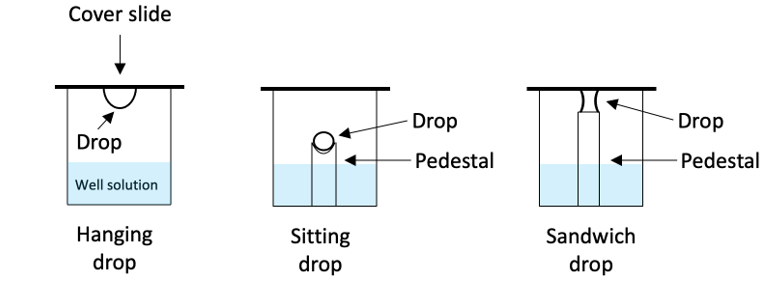 Cover slide
Drop
Well solution
Hanging
drop
Drop
Pedestal
Sitting
drop
Drop
Pedestal
Sandwich
drop